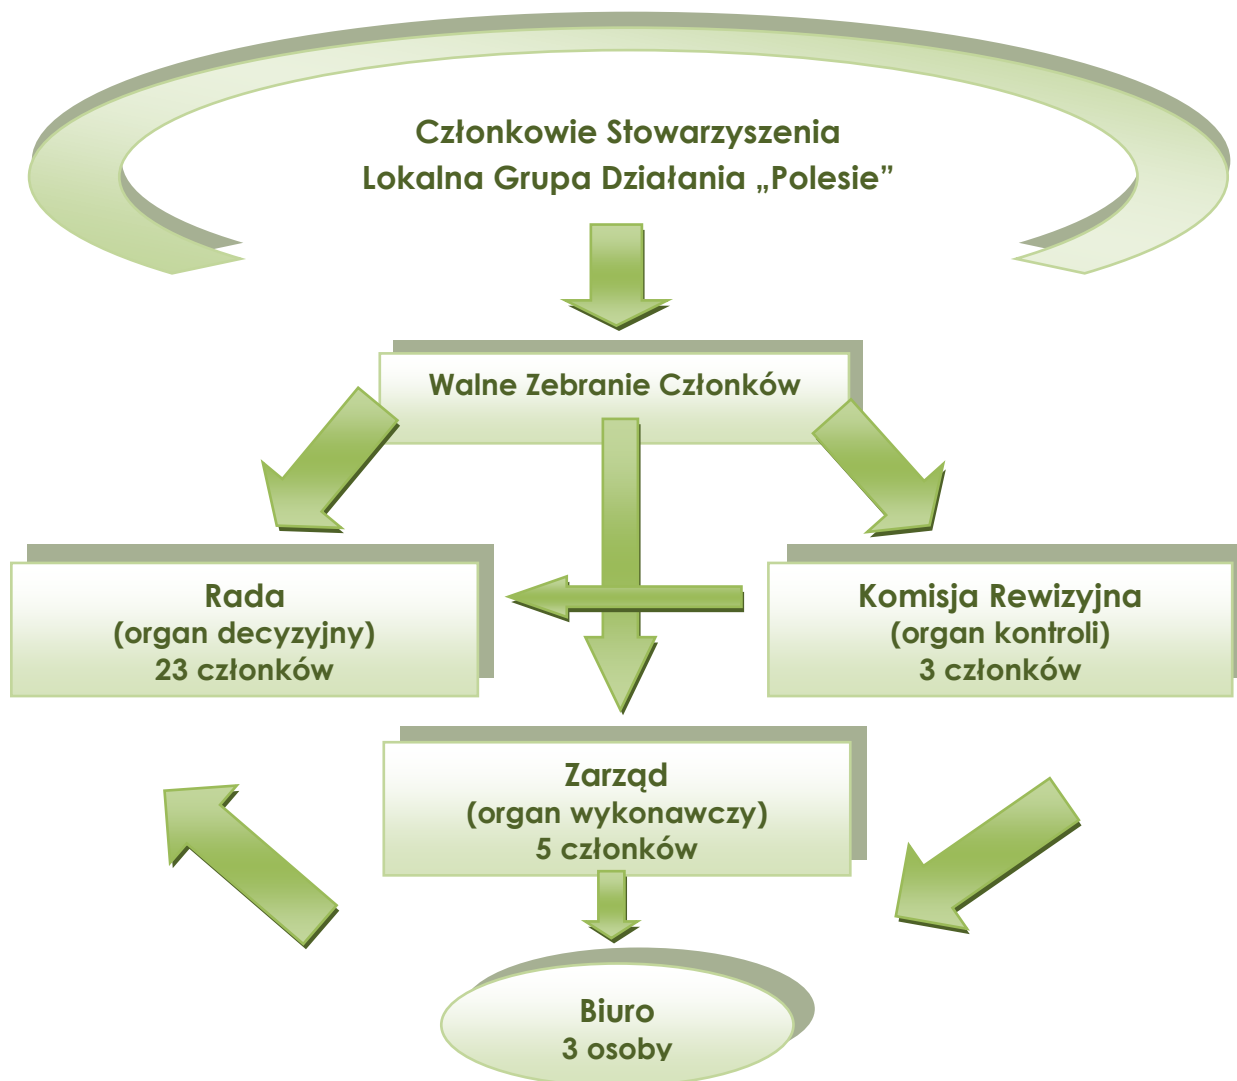 Członkowie Stowarzyszenia
Lokalna Grupa Działania „Polesie”
Walne Zebranie Członków
Rada
(organ decyzyjny)
23 członków
Komisja Rewizyjna
(organ kontroli)
3 członków
Zarząd
(organ wykonawczy)
5 członków
Biuro
3 osoby